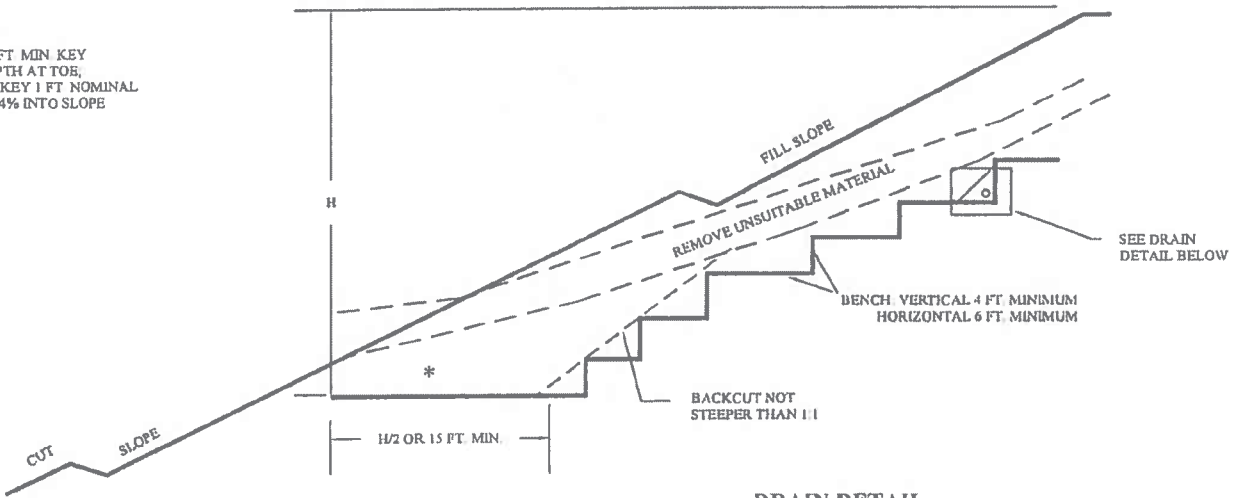 FT MIN KEY
PTH AT TOE,
KEY 1 FT NOMINAL
4% INTO SLOPE
H
FILL SLOPE
REMOVE UNSUITABLE MATERIAL
SEE DRAIN
DETAIL BELOW
BENCH: VERTICAL 4 FT. MINIMUM
HORIZONTAL 6 FT. MINIMUM
*
BACKCUT NOT
STEEPER THAN 1:1
H/2 OR 15 FT. MIN.
CUT SLOPE
DRAIN DETAIL